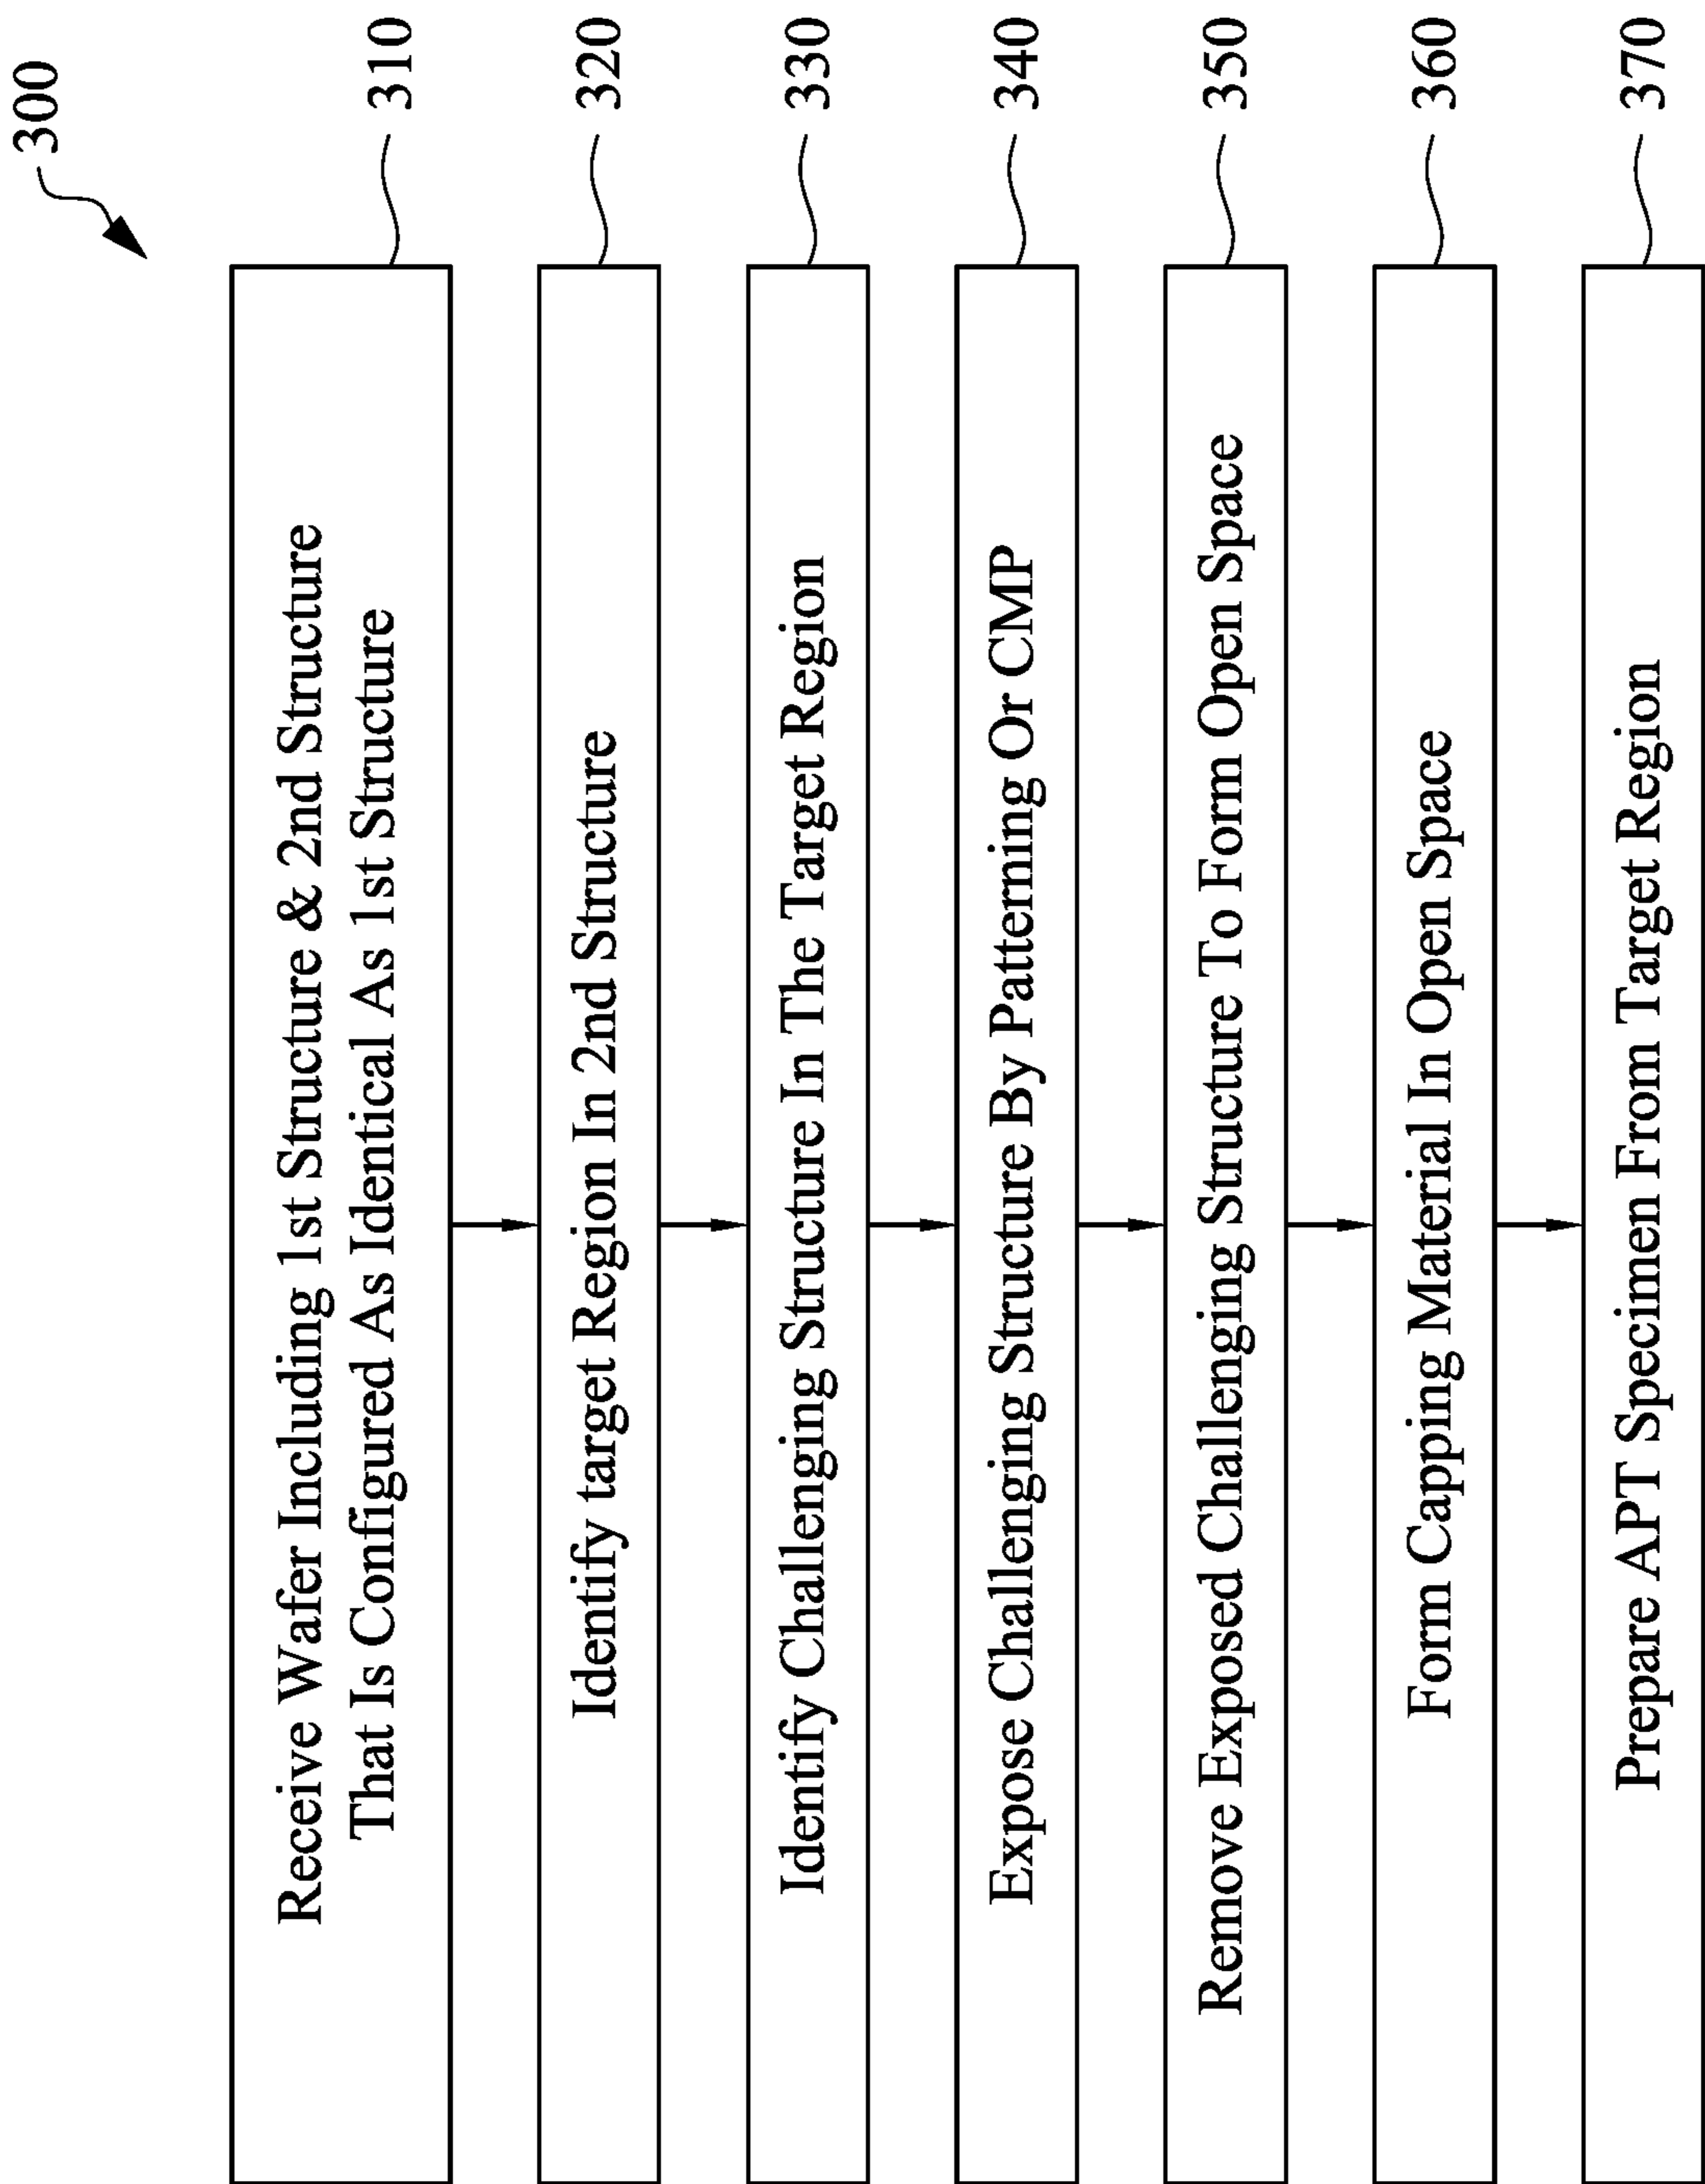 300
Receive Wafer Including 1st Structure & 2nd Structure
That Is Configured As Identical As 1st Structure
310
Identify target Region In 2nd Structure
320
Identify Challenging Structure In The Target Region
330
Expose Challenging Structure By Patterning Or CMP
340
Remove Exposed Challenging Structure To Form Open Space
350
Form Capping Material In Open Space
360
Prepare APT Specimen From Target Region
370